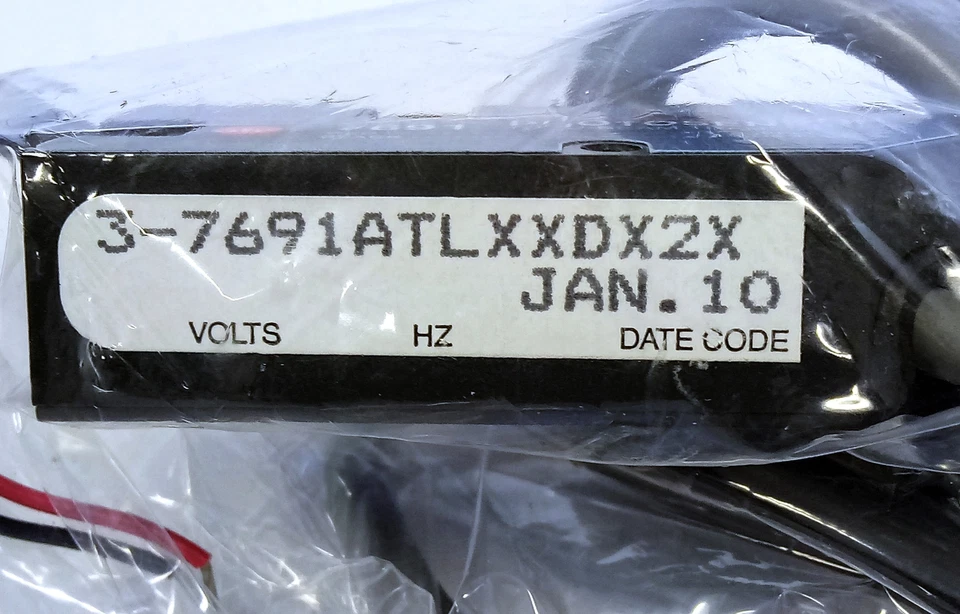 3-7691ATLXXDX2X
JAN.10
VOLTS HZ DATE CODE